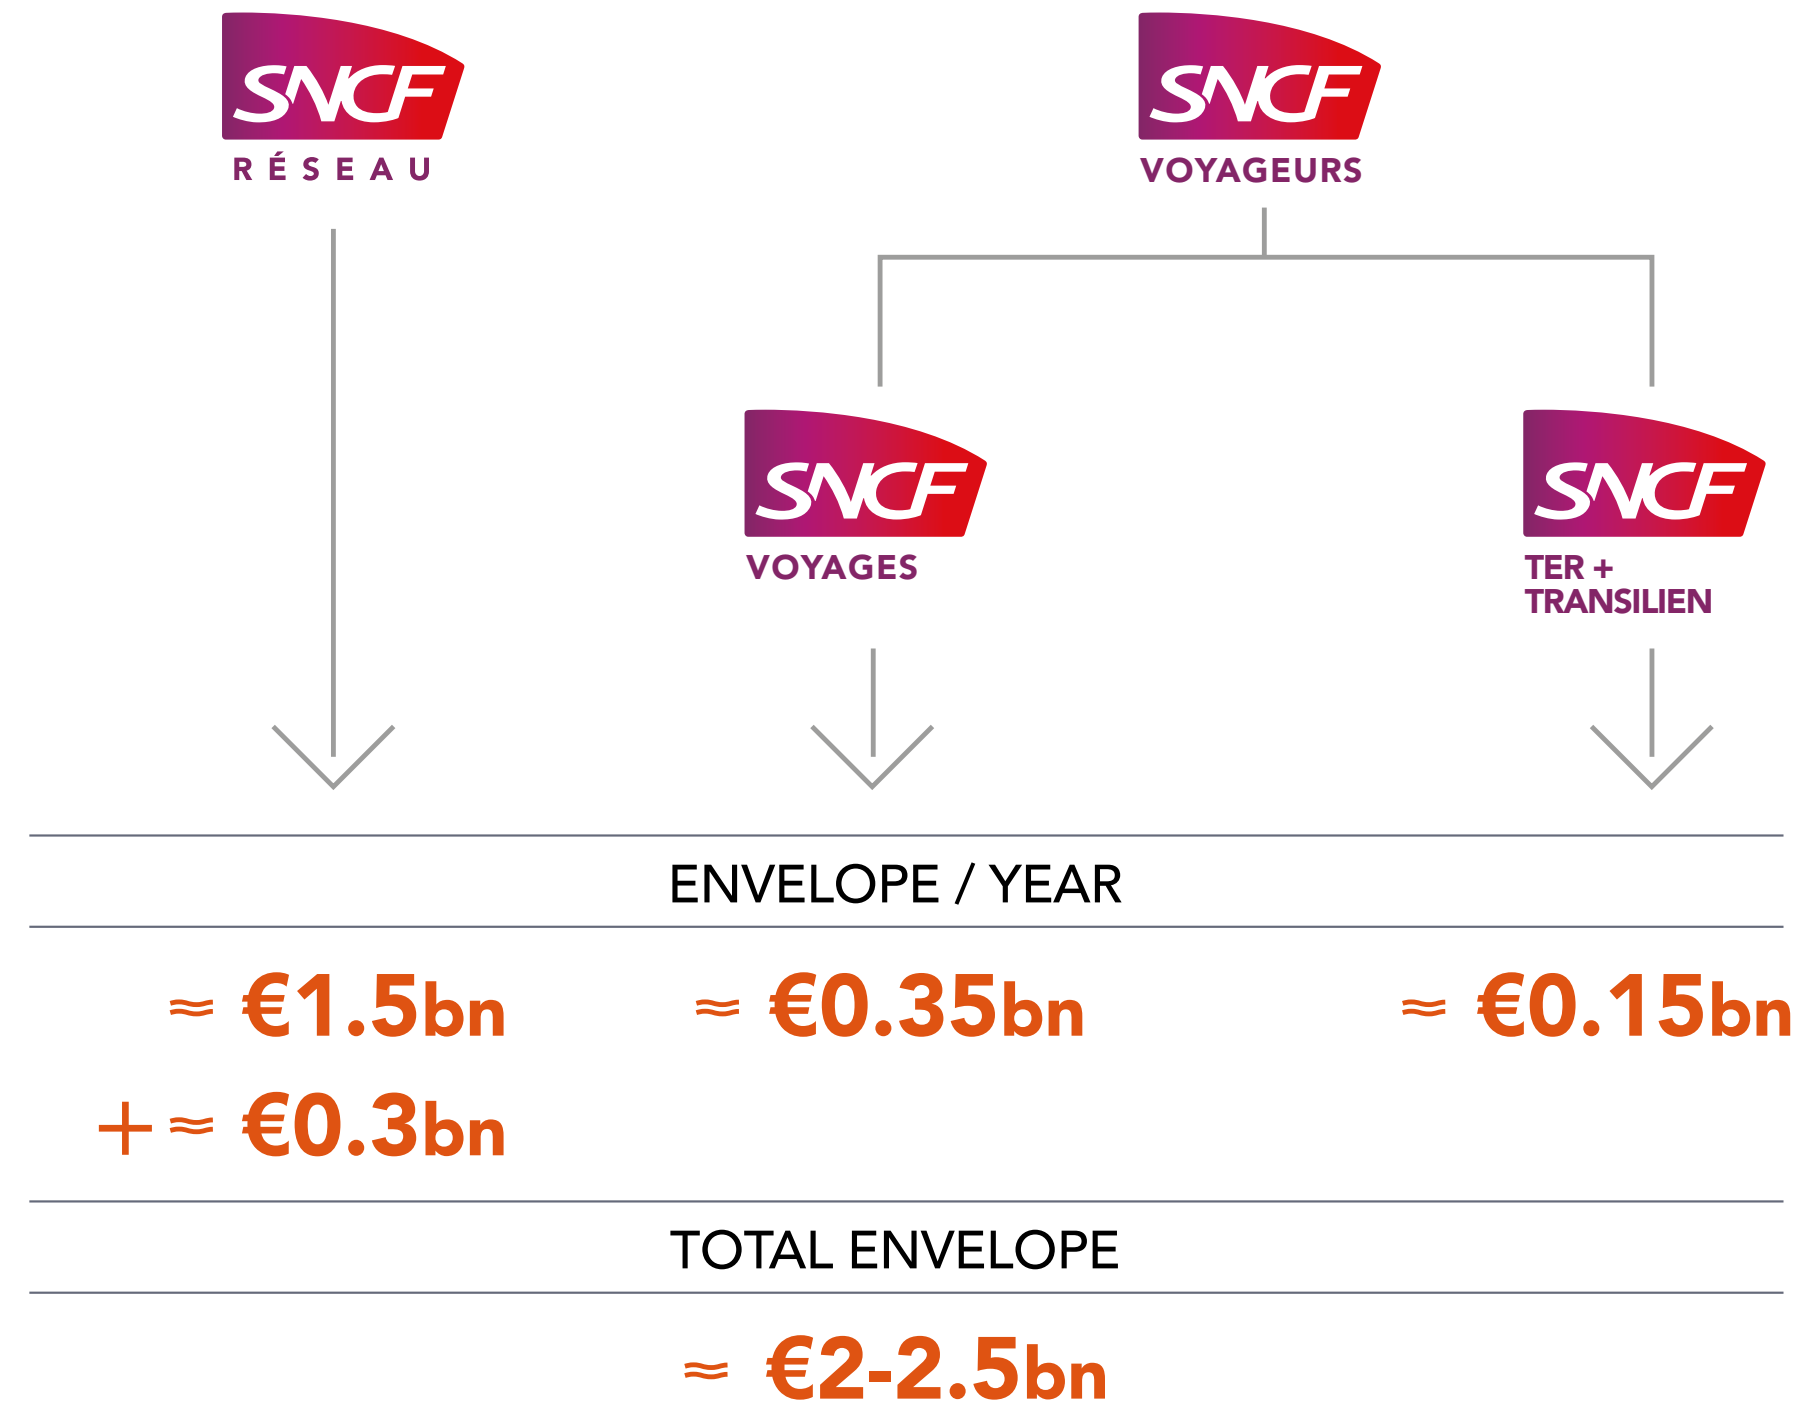 SNCF
RÉSEAU
SNCF
VOYAGEURS
SNCF
VOYAGES
SNCF
TER +
TRANSILIEN
ENVELOPE / YEAR
≈ €1.5bn ≈ €0.35bn ≈ €0.15bn
+ ≈ €0.3bn
TOTAL ENVELOPE
≈ €2-2.5bn